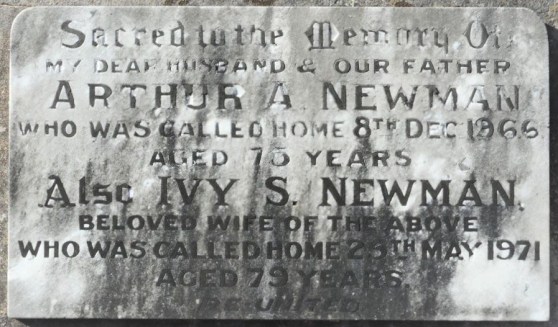 Sacred to the Memory Of
MY DEAR HUSBAND & OUR FATHER
ARTHUR A. NEWMAN
WHO WAS CALLED HOME 8TH DEC 1966
AGED 75 YEARS
Also IVY S. NEWMAN.
BELOVED WIFE OF THE ABOVE
WHO WAS CALLED HOME 25TH MAY 1971
AGED 79 YEARS.
UNITED